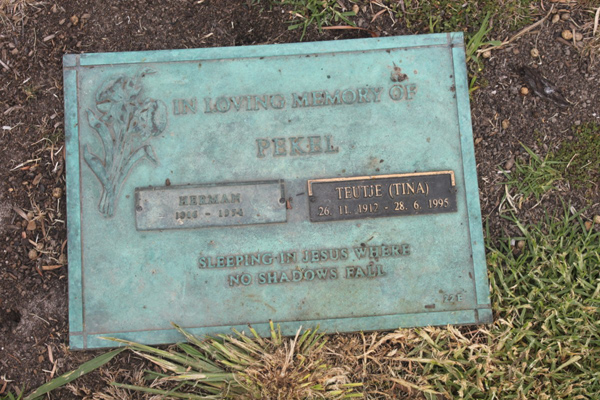 IN LOVING MEMORY OF
PEKEL
HERMAN
TEUTJE (TINA)
26. 11. 1917 - 28. 6. 1995
SLEEPING IN JESUS WHERE
NO SHADOWS FALL